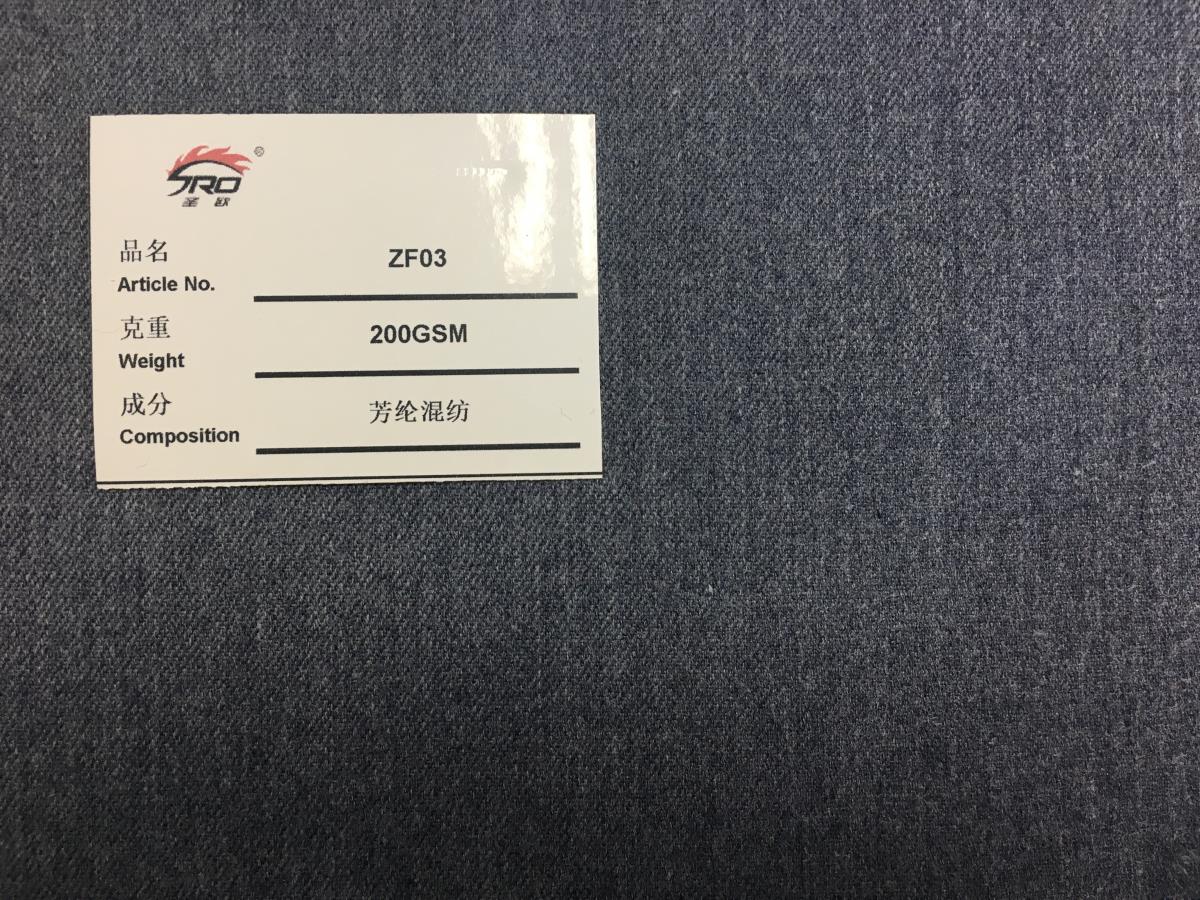 SRO ®
圣欧
品名 ZF03
Article No.
克重 200GSM
Weight
成分 芳纶混纺
Composition